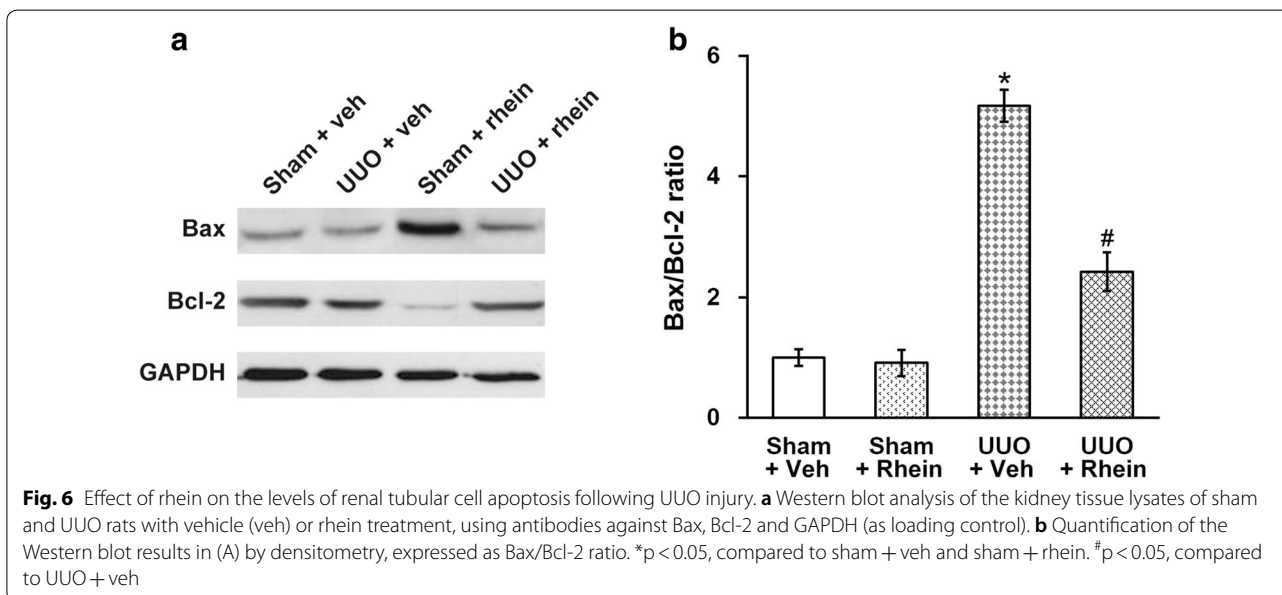 a
Sham + veh
UUO + veh
Sham + rhein
UUO + rhein
Bax
Bcl-2
GAPDH
b
Bax/Bcl-2 ratio
6
4
2
0
*
#
Sham + Veh
Sham + Rhein
UUO + Veh
UUO + Rhein
Fig. 6 Effect of rhein on the levels of renal tubular cell apoptosis following UUO injury. a Western blot analysis of the kidney tissue lysates of sham
and UUO rats with vehicle (veh) or rhein treatment, using antibodies against Bax, Bcl-2 and GAPDH (as loading control). b Quantification of the
Western blot results in (A) by densitometry, expressed as Bax/Bcl-2 ratio. *p < 0.05, compared to sham + veh and sham + rhein. #p < 0.05, compared
to UUO + veh